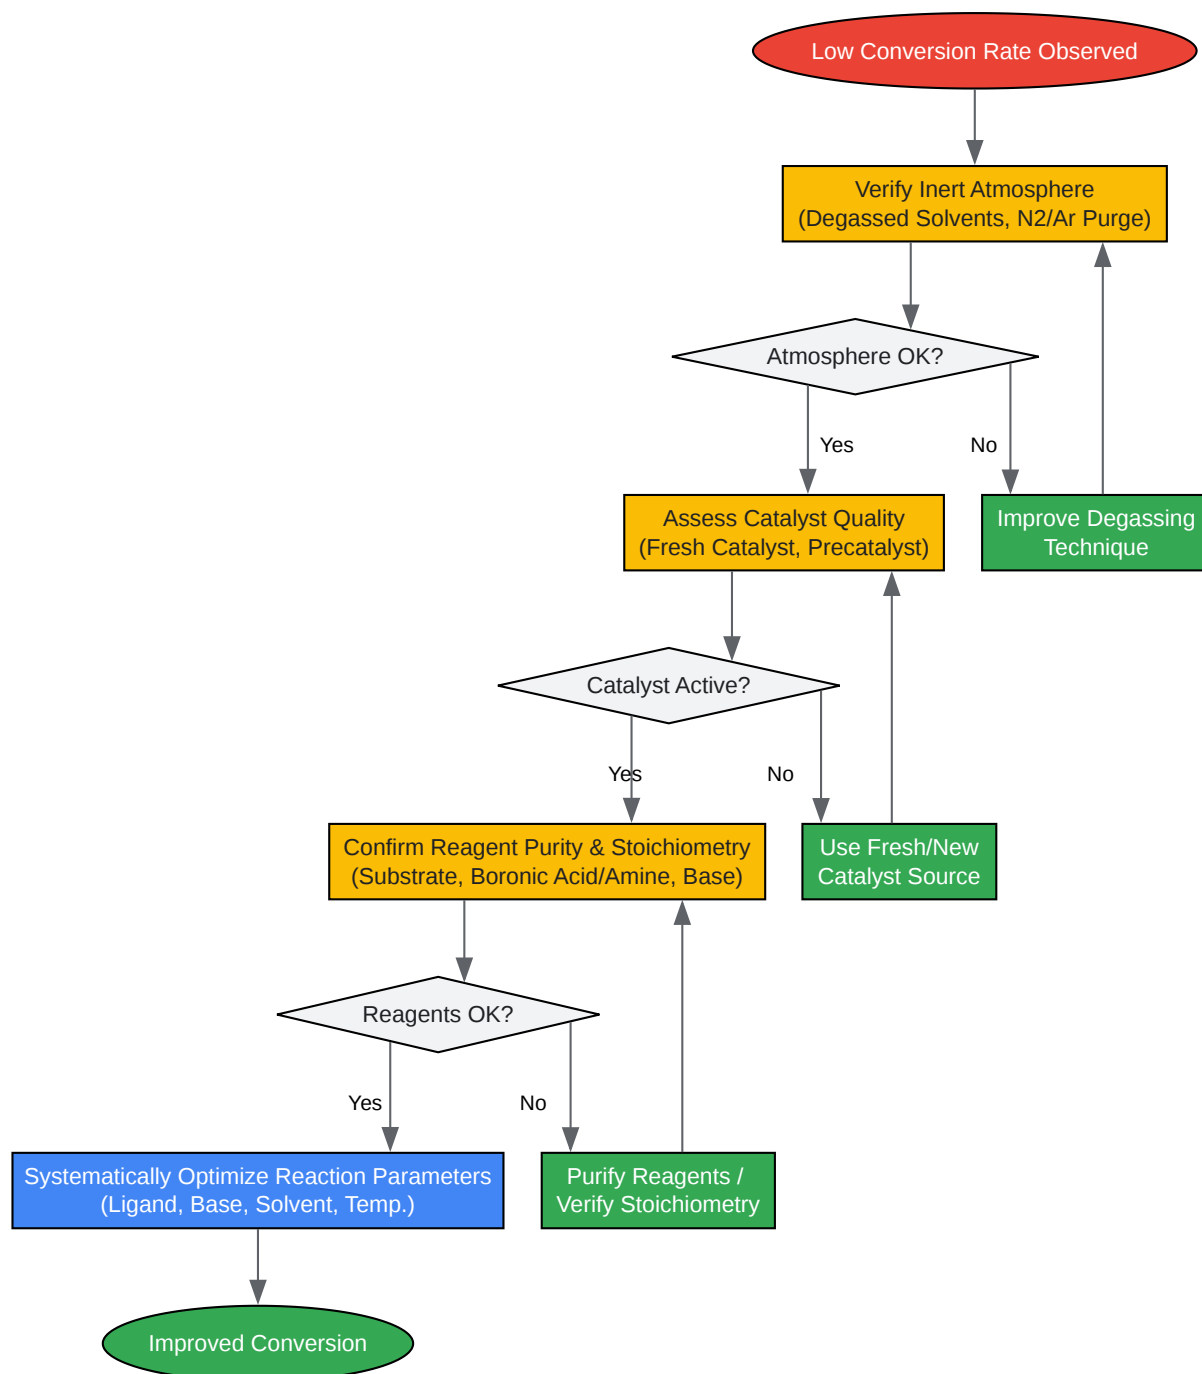 Low Conversion Rate Observed
Verify Inert Atmosphere
(Degassed Solvents, N2/Ar Purge)
Atmosphere OK?
Yes
No
Assess Catalyst Quality
(Fresh Catalyst, Precatalyst)
Improve Degassing
Technique
Catalyst Active?
Yes
No
Confirm Reagent Purity & Stoichiometry
(Substrate, Boronic Acid/Amine, Base)
Use Fresh/New
Catalyst Source
Reagents OK?
Yes
No
Systematically Optimize Reaction Parameters
(Ligand, Base, Solvent, Temp.)
Purify Reagents /
Verify Stoichiometry
Improved Conversion